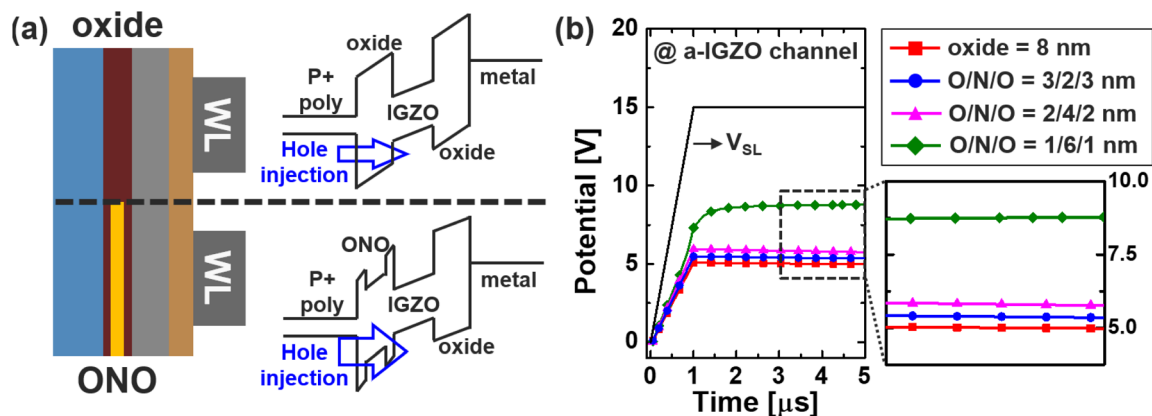 (a)
oxide
WL
WL
ONO
oxide
P+
poly
metal
IGZO
Hole
injection
oxide
ONO
P+
poly
metal
IGZO
Hole
injection
oxide
(b)
@ a-IGZO channel
V_SL
Potential [V]
20
15
10
5
0
0 1 2 3 4 5
Time [μs]
oxide = 8 nm
O/N/O = 3/2/3 nm
O/N/O = 2/4/2 nm
O/N/O = 1/6/1 nm
10.0
7.5
5.0